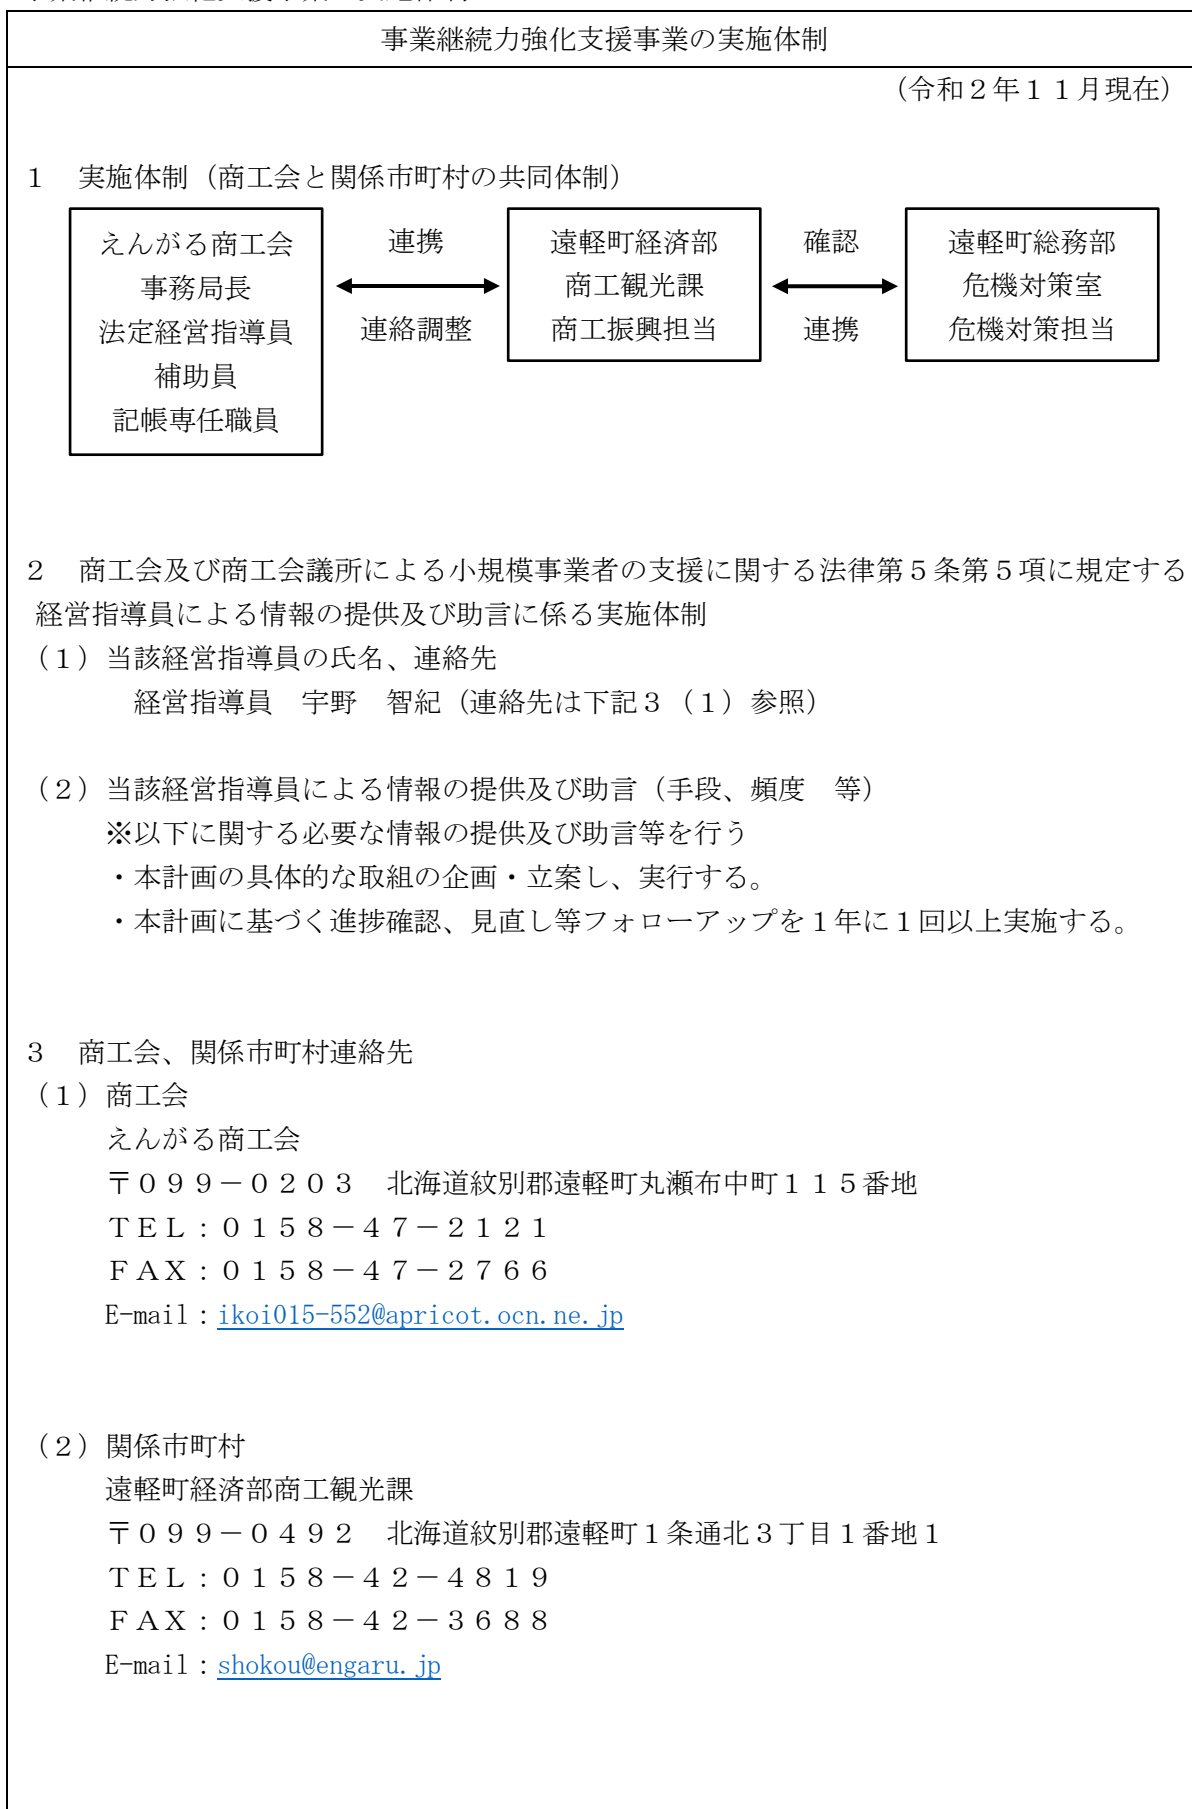 事業継続力強化支援事業の実施体制
（令和２年１１月現在）
１　実施体制（商工会と関係市町村の共同体制）
えんがる商工会
事務局長
法定経営指導員
補助員
記帳専任職員
連携
連絡調整
遠軽町経済部
商工観光課
商工振興担当
確認
連携
遠軽町総務部
危機対策室
危機対策担当
２　商工会及び商工会議所による小規模事業者の支援に関する法律第５条第５項に規定する
経営指導員による情報の提供及び助言に係る実施体制
（１）当該経営指導員の氏名、連絡先
経営指導員　宇野　智紀（連絡先は下記３（１）参照）
（２）当該経営指導員による情報の提供及び助言（手段、頻度　等）
※以下に関する必要な情報の提供及び助言等を行う
・本計画の具体的な取組の企画・立案し、実行する。
・本計画に基づく進捗確認、見直し等フォローアップを１年に１回以上実施する。
３　商工会、関係市町村連絡先
（１）商工会
えんがる商工会
〒０９９－０２０３　北海道紋別郡遠軽町丸瀬布中町１１５番地
ＴＥＬ：０１５８－４７－２１２１
ＦＡＸ：０１５８－４７－２７６６
E-mail：ikoi015-552@apricot.ocn.ne.jp
（２）関係市町村
遠軽町経済部商工観光課
〒０９９－０４９２　北海道紋別郡遠軽町１条通北３丁目１番地１
ＴＥＬ：０１５８－４２－４８１９
ＦＡＸ：０１５８－４２－３６８８
E-mail：shokou@engaru.jp